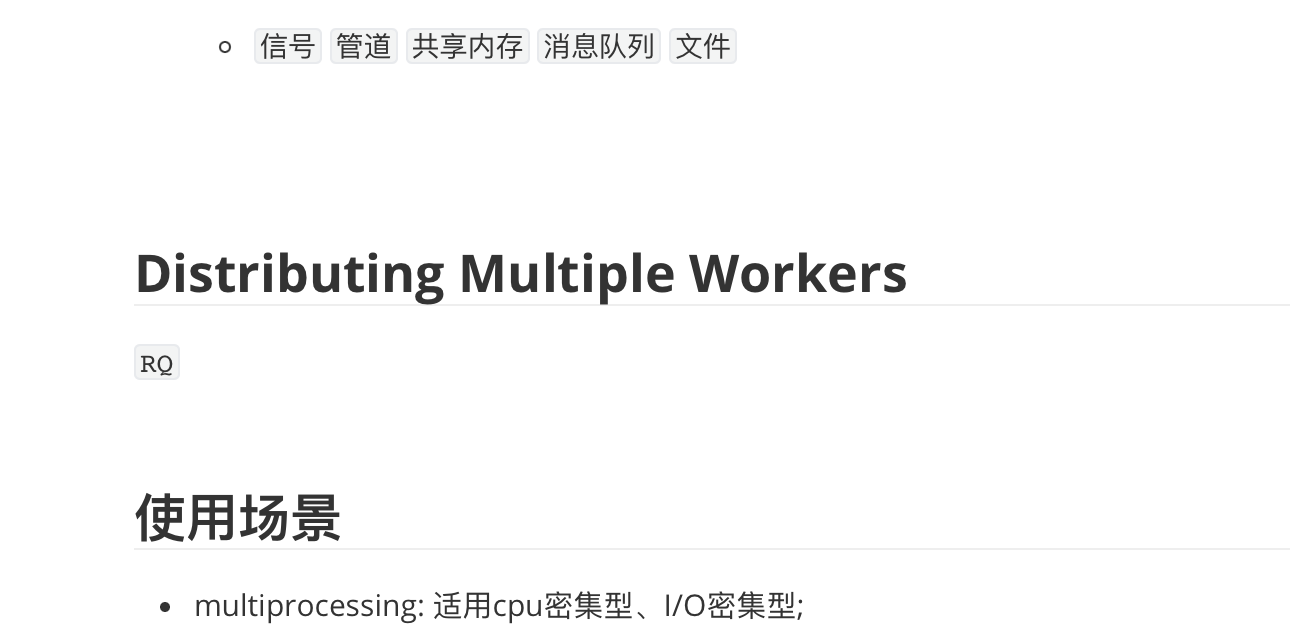 信号 管道 共享内存 消息队列 文件
Distributing Multiple Workers
RQ
使用场景
multiprocessing: 适用cpu密集型、I/O密集型;